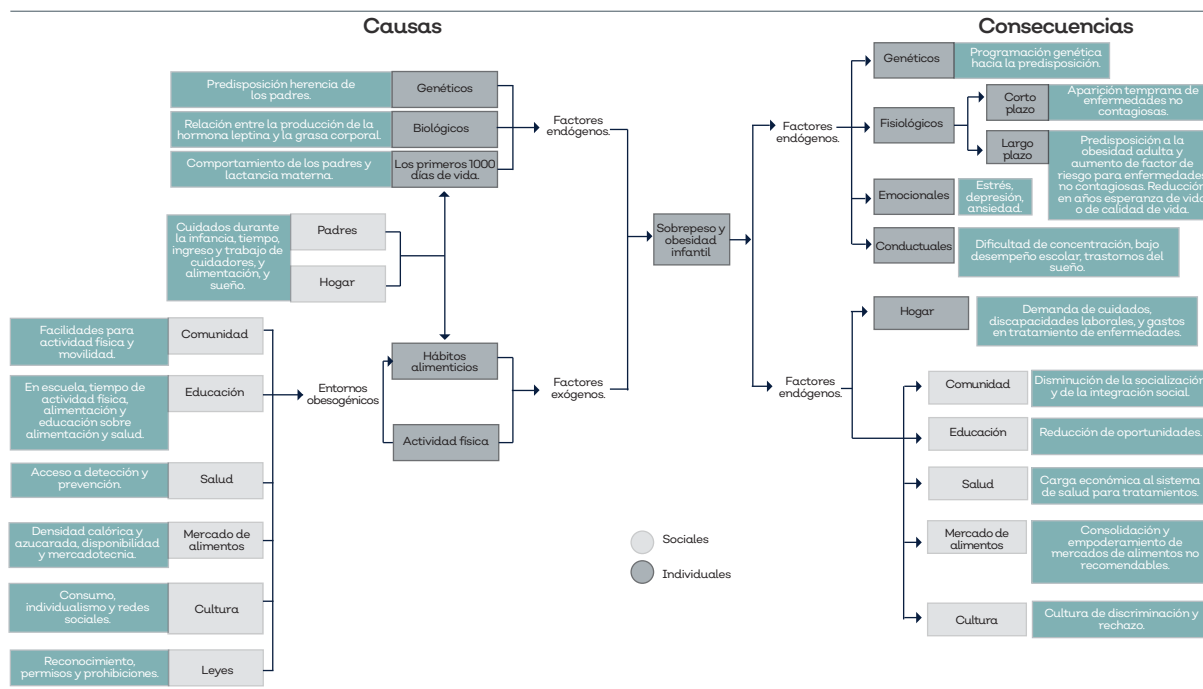 Causas
Consecuencias
Predisposición herencia de
los padres.
Genéticos
Relación entre la producción de la
hormona leptina y la grasa corporal.
Biológicos
Comportamiento de los padres y
lactancia materna.
Los primeros 1000
días de vida.
Factores
endógenos.
Cuidados durante
la infancia, tiempo,
ingreso y trabajo de
cuidadores, y
alimentación, y
sueño.
Padres
Hogar
Facilidades para
actividad física y
movilidad.
Comunidad
En escuela, tiempo de
actividad física,
alimentación y
educación sobre
alimentación y salud.
Educación
Acceso a detección y
prevención.
Salud
Densidad calórica y
azucarada, disponibilidad
y mercadotecnia.
Mercado de
alimentos
Consumo,
individualismo y redes
sociales.
Cultura
Reconocimiento,
permisos y prohibiciones.
Leyes
Entornos
obesogénicos
Hábitos
alimenticios
Actividad física
Factores
exógenos.
Sobrepeso y
obesidad
infantil
Sociales
Individuales
Factores
endógenos.
Genéticos
Programación genética
hacia la predisposición.
Fisiológicos
Corto
plazo
Aparición temprana de
enfermedades no
contagiosas.
Largo
plazo
Predisposición a la
obesidad adulta y
aumento de factor de
riesgo para enfermedades
no contagiosas. Reducción
en años esperanza de vida
o de calidad de vida.
Emocionales
Estrés,
depresión,
ansiedad.
Conductuales
Dificultad de concentración, bajo
desempeño escolar, trastornos del
sueño.
Factores
endógenos.
Hogar
Demanda de cuidados,
discapacidades laborales, y gastos
en tratamiento de enfermedades.
Comunidad
Disminución de la socialización
y de la integración social.
Educación
Reducción de oportunidades.
Salud
Carga económica al sistema
de salud para tratamientos.
Mercado de
alimentos
Consolidación y
empoderamiento de
mercados de alimentos no
recomendables.
Cultura
Cultura de discriminación y
rechazo.